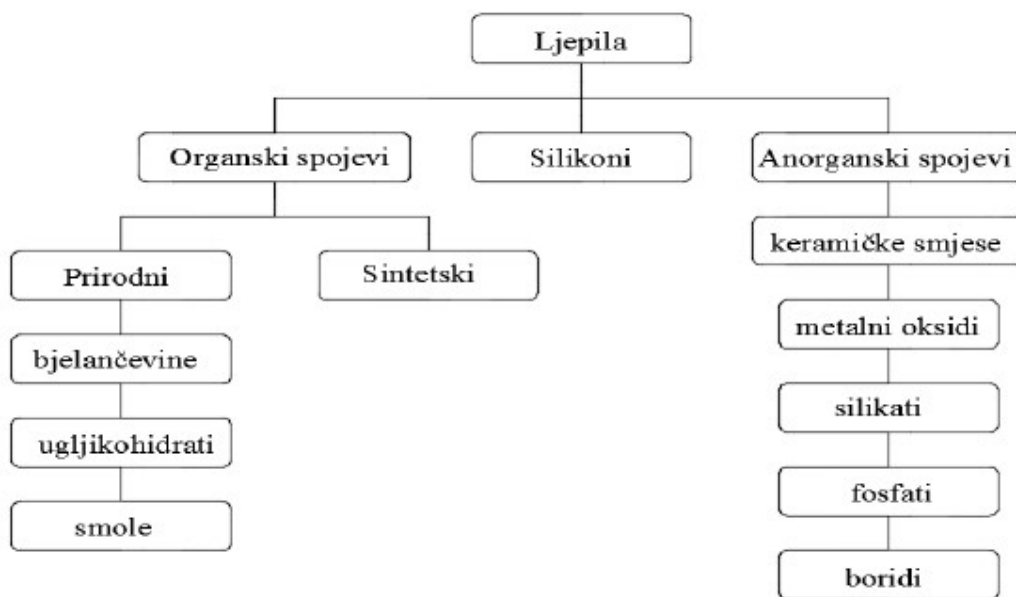 Ljepila
Organski spojevi
Silikoni
Anorganski spojevi
Prirodni
Sintetski
keramičke smjese
bjelančevine
metalni oksidi
ugljikohidrati
silikati
smole
fosfati
boridi